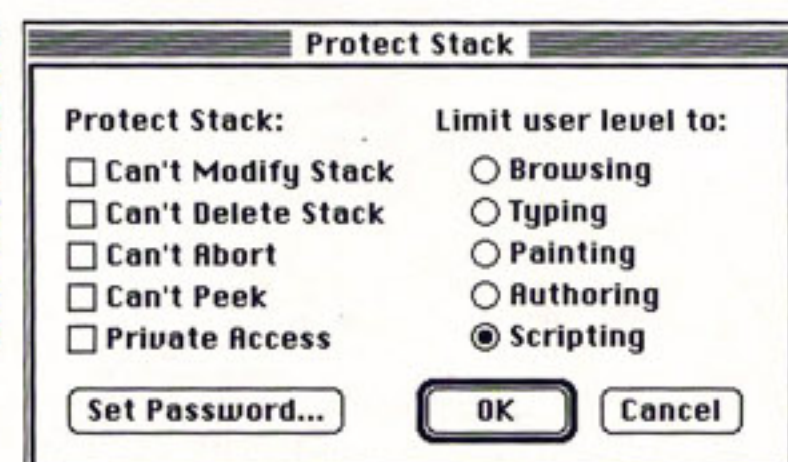 Protect Stack
Protect Stack:
Can't Modify Stack
Can't Delete Stack
Can't Abort
Can't Peek
Private Access
Limit user level to:
Browsing
Typing
Painting
Authoring
Scripting
Set Password...
OK
Cancel